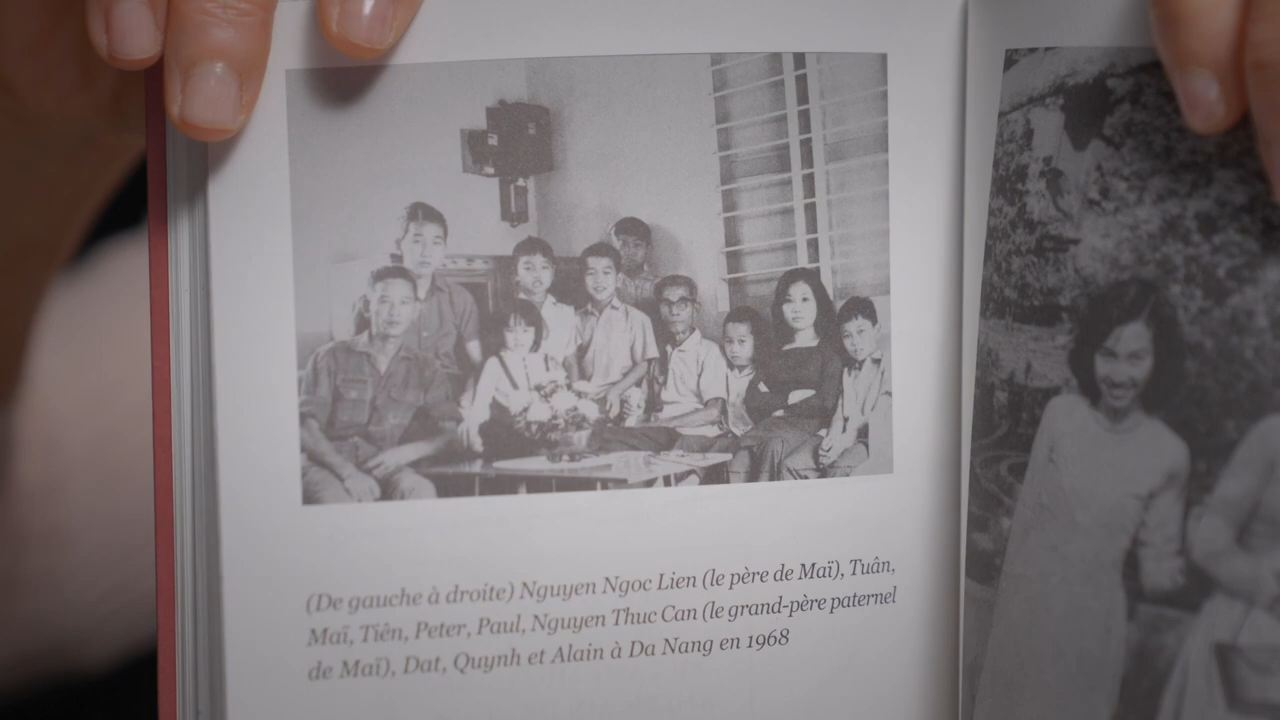 (De gauche à droite) Nguyen Ngoc Lien (le père de Maï), Tuân,
Maï, Tiên, Peter, Paul, Nguyen Thuc Can (le grand-père paternel
de Maï), Dat, Quynh et Alain à Da Nang en 1968